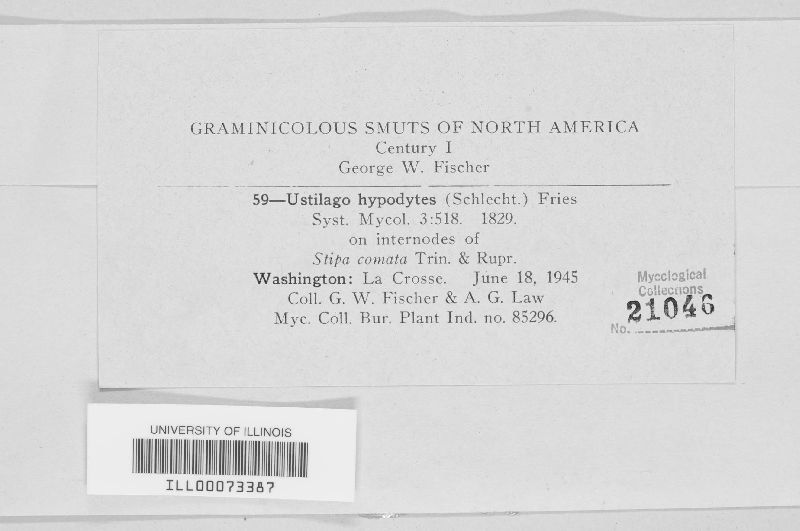 GRAMINICOLOUS SMUTS OF NORTH AMERICA
Century I
George W. Fischer
59—Ustilago hypodytes (Schlecht.) Fries
Syst. Mycol. 3:518. 1829.
on internodes of
Stipa comata Trin. & Rupr.
Washington: La Crosse. June 18, 1945
Coll. G. W. Fischer & A. G. Law
Myc. Coll. Bur. Plant Ind. no. 85296.
Mycological
Collections
No. 21046
UNIVERSITY OF ILLINOIS
ILL00073387